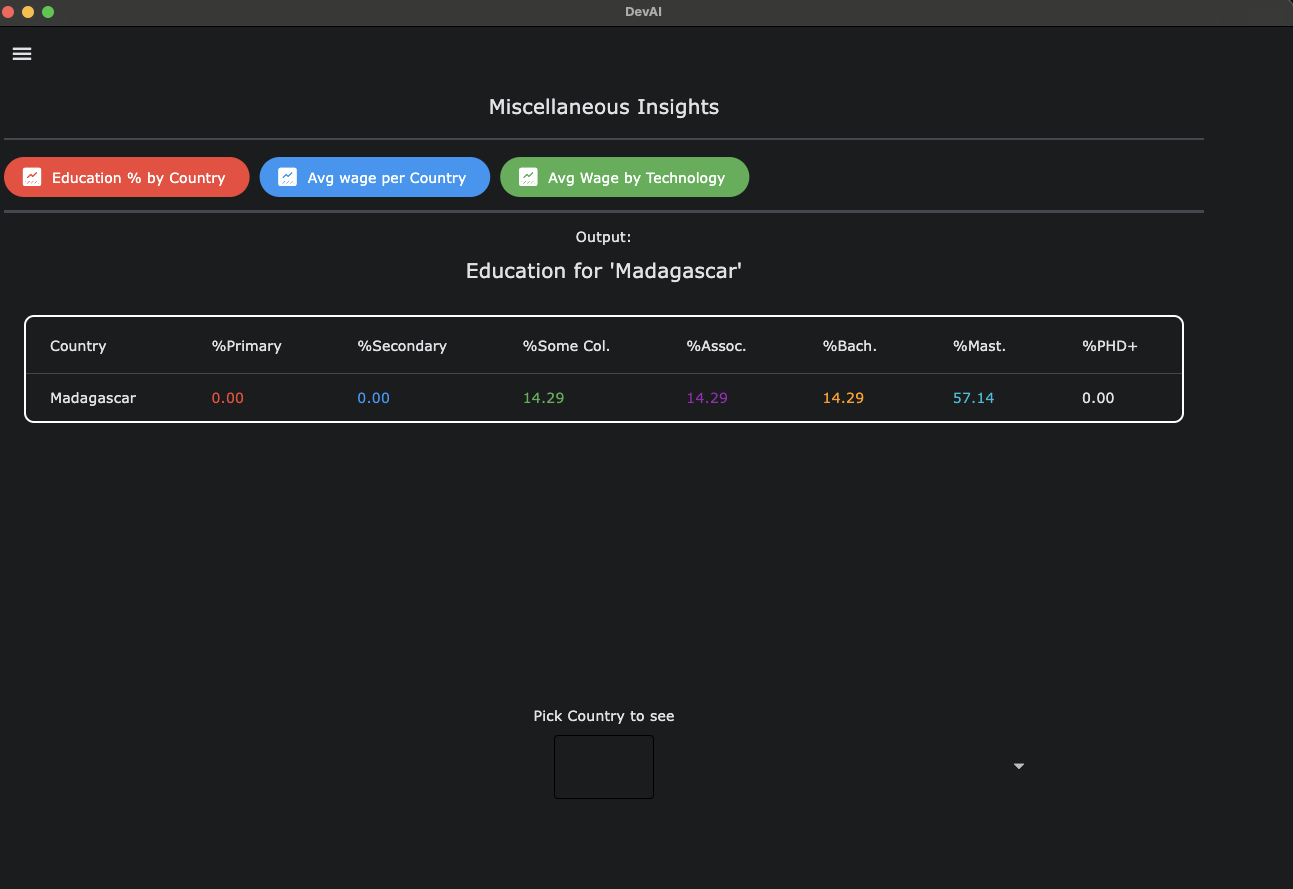 DevAI
Miscellaneous Insights
Education % by Country Avg wage per Country Avg Wage by Technology
Output:
Education for 'Madagascar'
Country %Primary %Secondary %Some Col. %Assoc. %Bach. %Mast. %PHD+
Madagascar 0.00 0.00 14.29 14.29 14.29 57.14 0.00
Pick Country to see